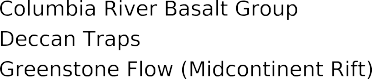 Columbia River Basalt Group
Deccan Traps
Greenstone Flow (Midcontinent Rift)